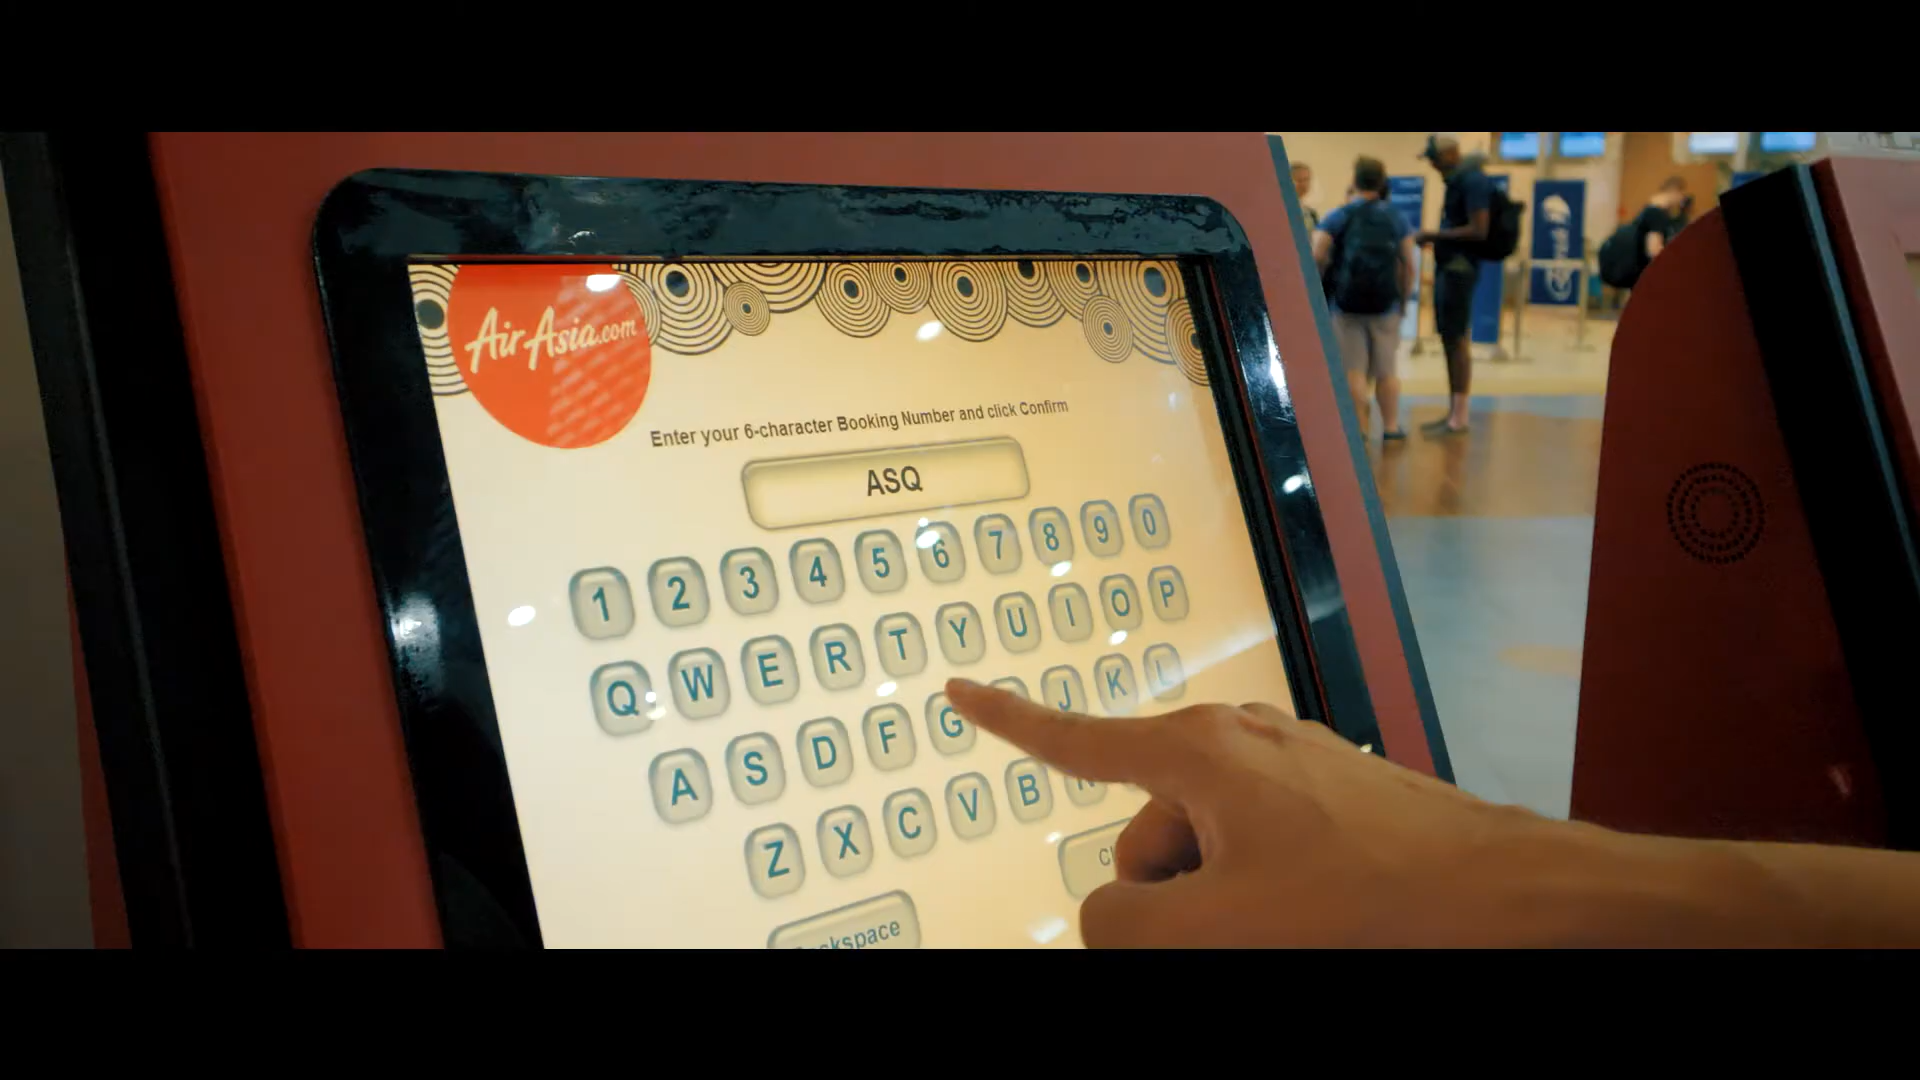 AirAsia.com
Enter your 6-character Booking Number and click Confirm
ASQ
1 2 3 4 5 6 7 8 9 0
Q W E R T Y U I O P
A S D F G J K L
Z X C V B